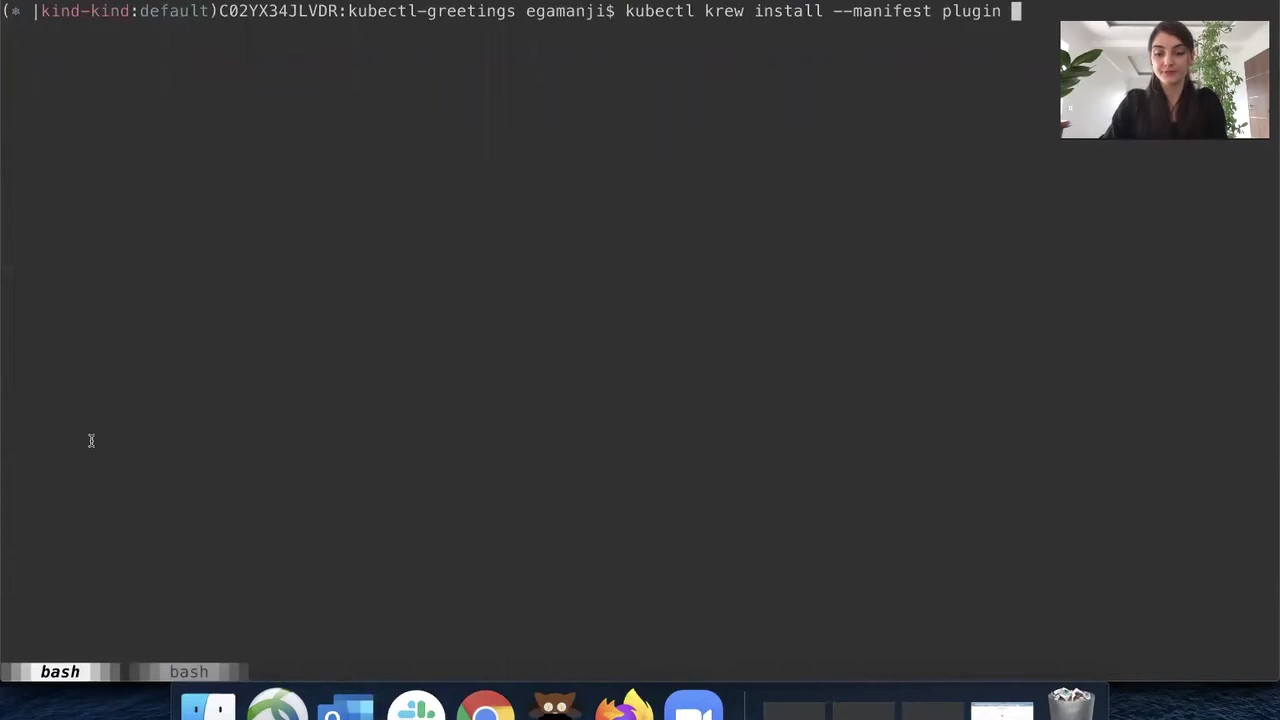 (⎈ |kind-kind:default)C02YX34JLVDR:kubectl-greetings egamanji$ kubectl krew install --manifest plugin
bash bash